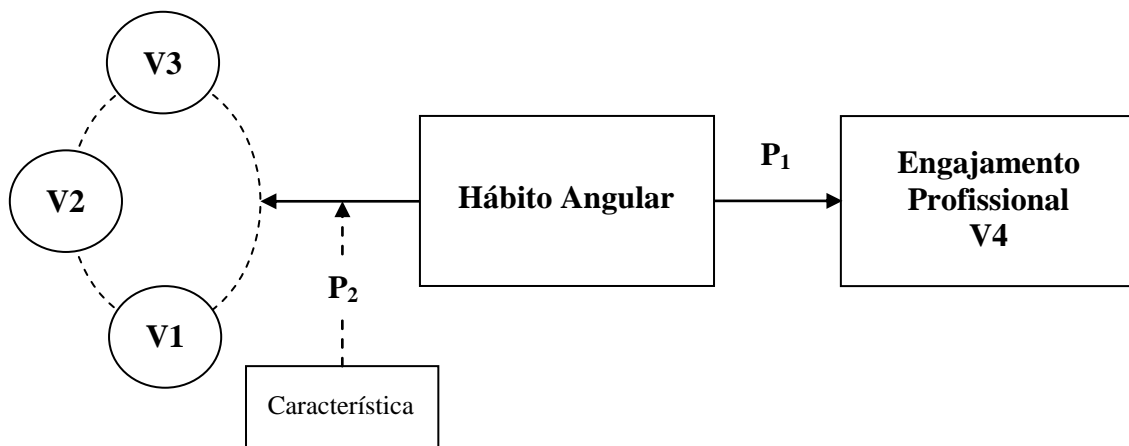 V3
V2
V1
Hábito Angular
P₁
Engajamento
Profissional
V4
P₂
Característica